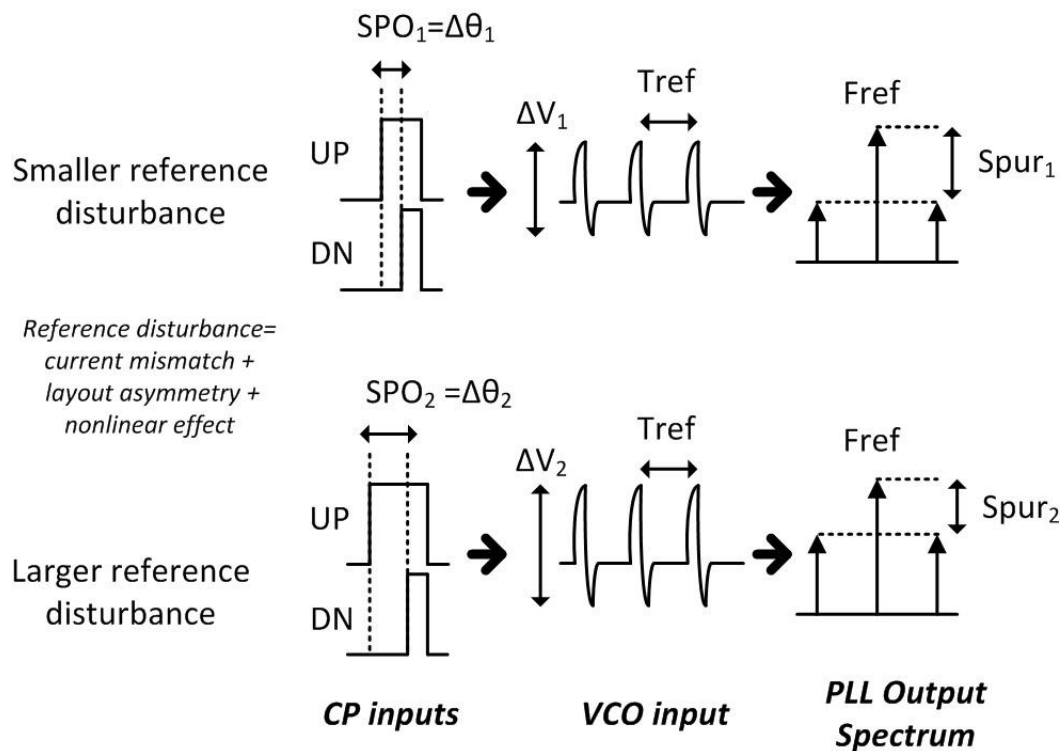 SPO₁=Δθ₁
Tref
Fref
ΔV₁
UP
Spur₁
Smaller reference
disturbance
DN
Reference disturbance=
current mismatch +
layout asymmetry +
nonlinear effect
SPO₂ =Δθ₂
Tref
Fref
ΔV₂
UP
Spur₂
Larger reference
disturbance
DN
CP inputs
VCO input
PLL Output
Spectrum